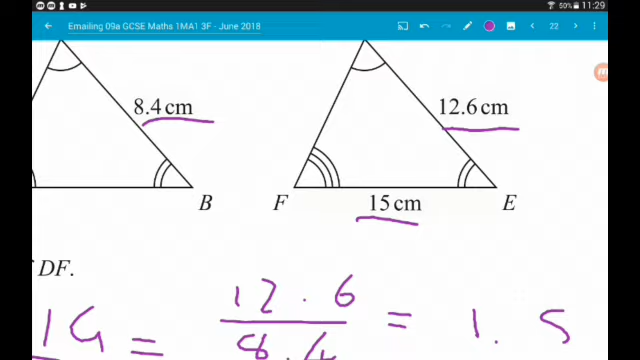 50% 11:29
Emailing 09a GCSE Maths 1MA1 3F - June 2018
22
8.4 cm
12.6 cm
B
F
15 cm
E
DF.
12.6
= 1.5
=
8.4